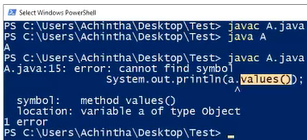 Select Windows PowerShell
PS C:\Users\Achintha\Desktop\Test> javac A.java
PS C:\Users\Achintha\Desktop\Test> java A
A
PS C:\Users\Achintha\Desktop\Test> javac A.java
A.java:15: error: cannot find symbol
System.out.println(a.values());
^
symbol: method values()
location: variable a of type Object
1 error
PS C:\Users\Achintha\Desktop\Test>